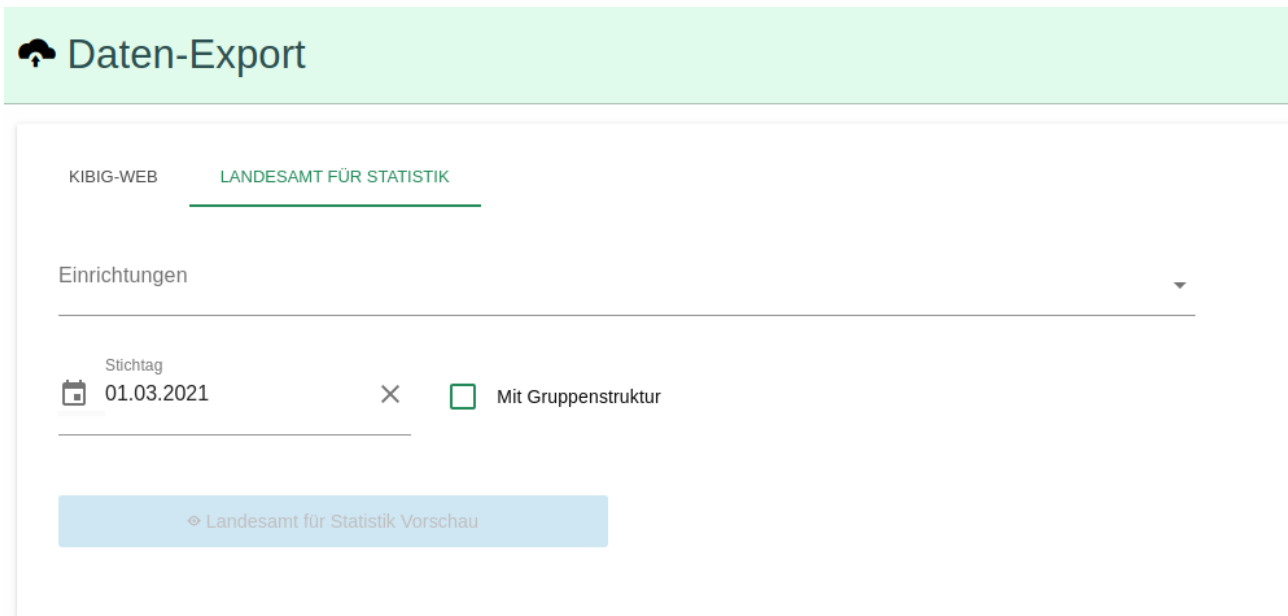 Daten-Export
KIBIG-WEB LANDESAMT FÜR STATISTIK
Einrichtungen
Stichtag
01.03.2021 Mit Gruppenstruktur
Landesamt für Statistik Vorschau